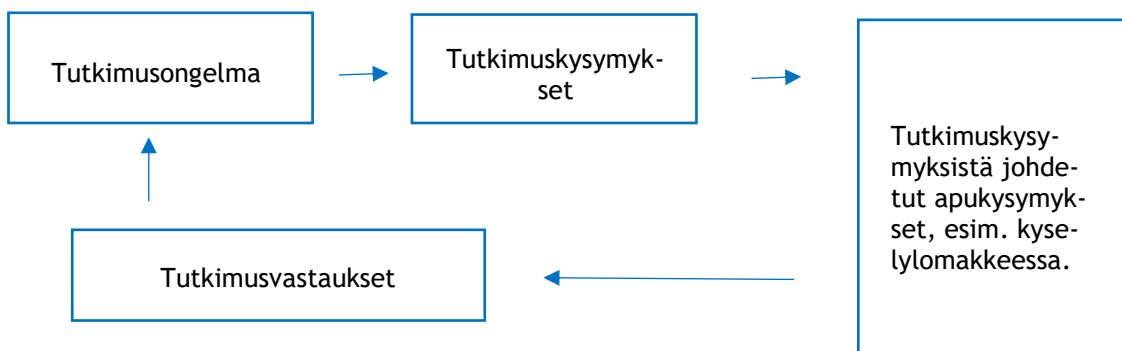 Tutkimusongelma
Tutkimuskysymyk-
set
Tutkimuskysy-
myksistä johde-
tut apukysymyk-
set, esim. kyse-
lylomakkeessa.
Tutkimusvastaukset